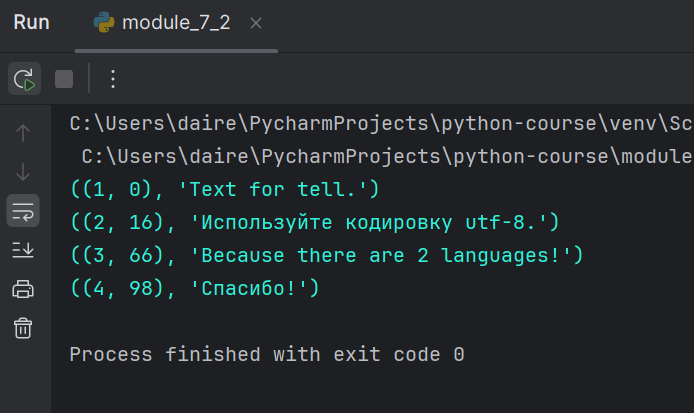 Run module_7_2
C:\Users\daire\PycharmProjects\python-course\venv\Sc
C:\Users\daire\PycharmProjects\python-course\module
((1, 0), 'Text for tell.')
((2, 16), 'Используйте кодировку utf-8.')
((3, 66), 'Because there are 2 languages!')
((4, 98), 'Спасибо!')
Process finished with exit code 0